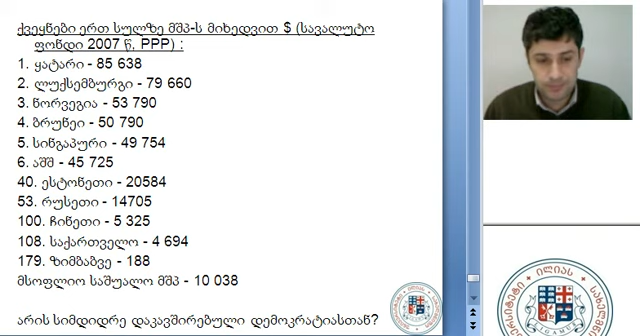 ქვეყნები ერთ სულზე მშპ-ს მიხედვით $ (სავალუტო
ფონდი 2007 წ, PPP) :
1. ყატარი - 85 638
2. ლუქსემბურგი - 79 660
3. ნორვეგია - 53 790
4. ბრუნეი - 50 790
5. სინგაპური - 49 754
6. აშშ - 45 725
40. ესტონეთი - 20584
53. რუსეთი - 14705
100. ჩინეთი - 5 325
108. საქართველო - 4 694
179. ზიმბაბვე - 188
მსოფლიო საშუალო მშპ - 10 038
არის სიმდიდრე დაკავშირებული დემოკრატიასთან?